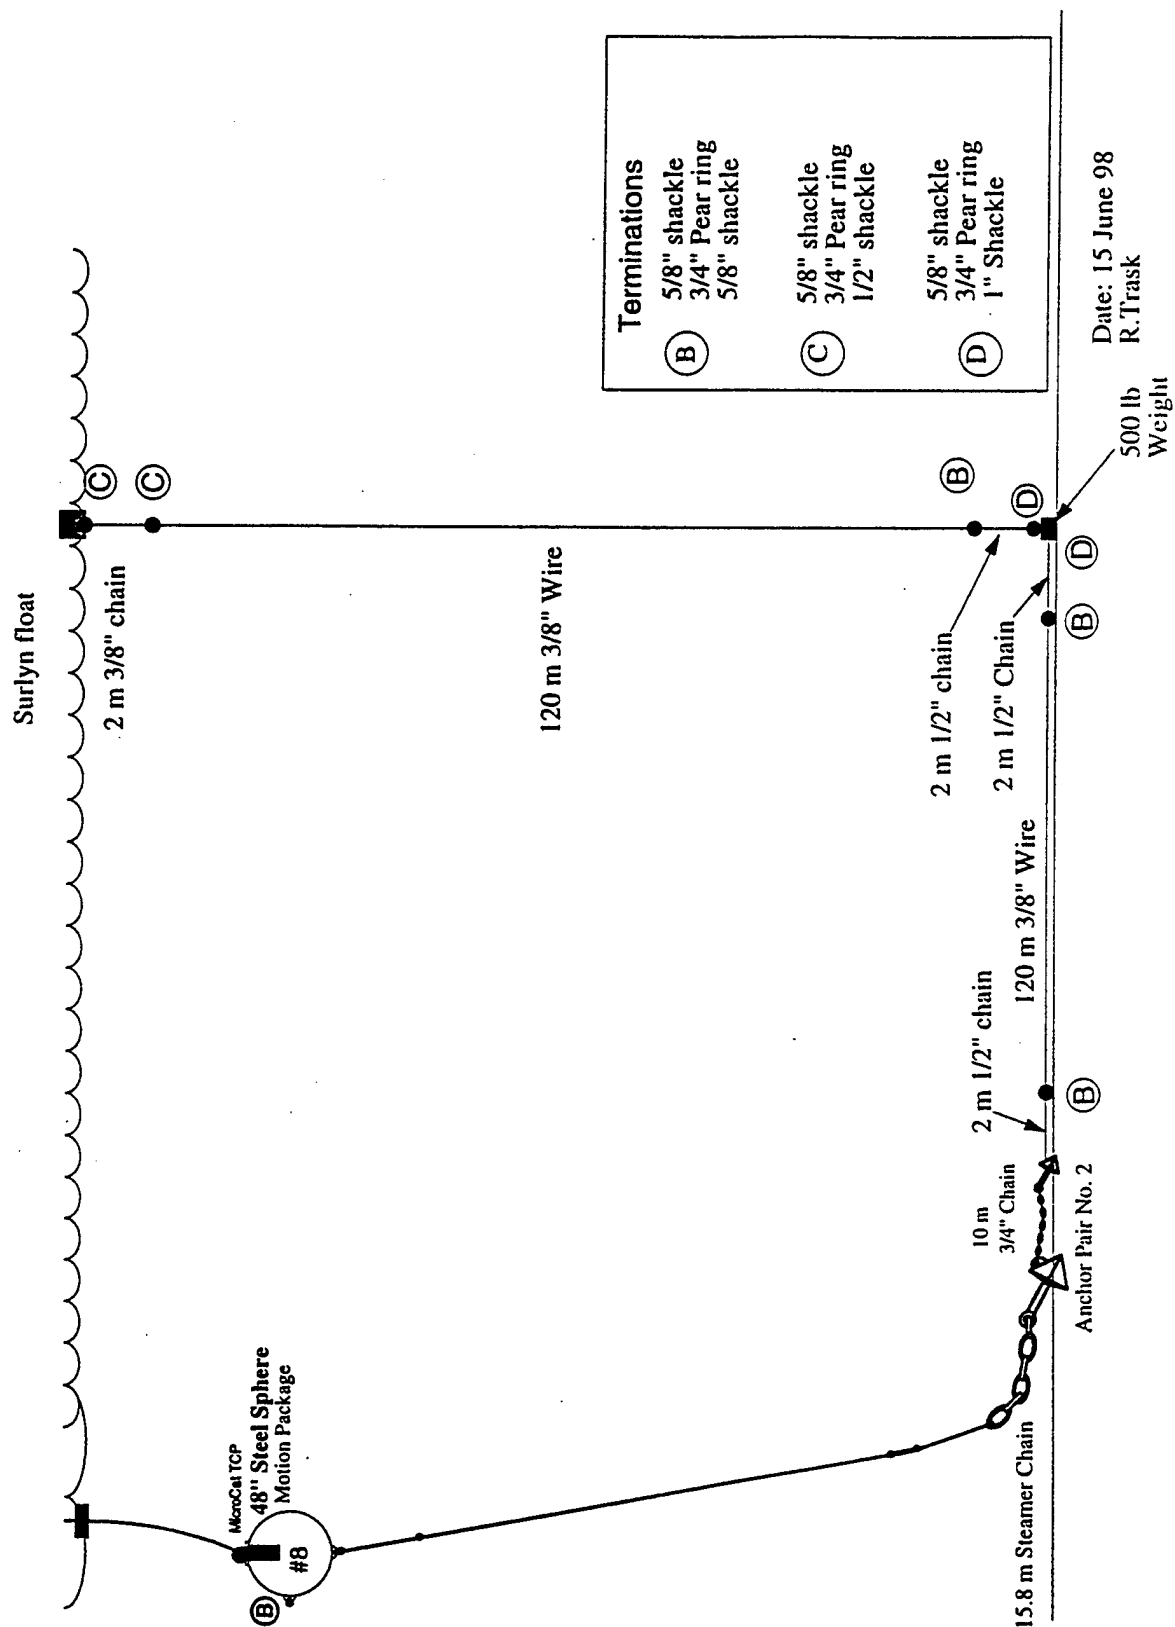 Surlyn float
2 m 3/8" chain
C
C
120 m 3/8" Wire
MicroCat TCP
48" Steel Sphere
Motion Package
#8
B
B
D
2 m 1/2" chain
2 m 1/2" Chain
D
B
120 m 3/8" Wire
2 m 1/2" chain
B
10 m
3/4" Chain
Anchor Pair No. 2
15.8 m Steamer Chain
500 lb
Weight
Terminations
B
5/8" shackle
3/4" Pear ring
5/8" shackle
C
5/8" shackle
3/4" Pear ring
1/2" shackle
D
5/8" shackle
3/4" Pear ring
1" Shackle
Date: 15 June 98
R.Trask